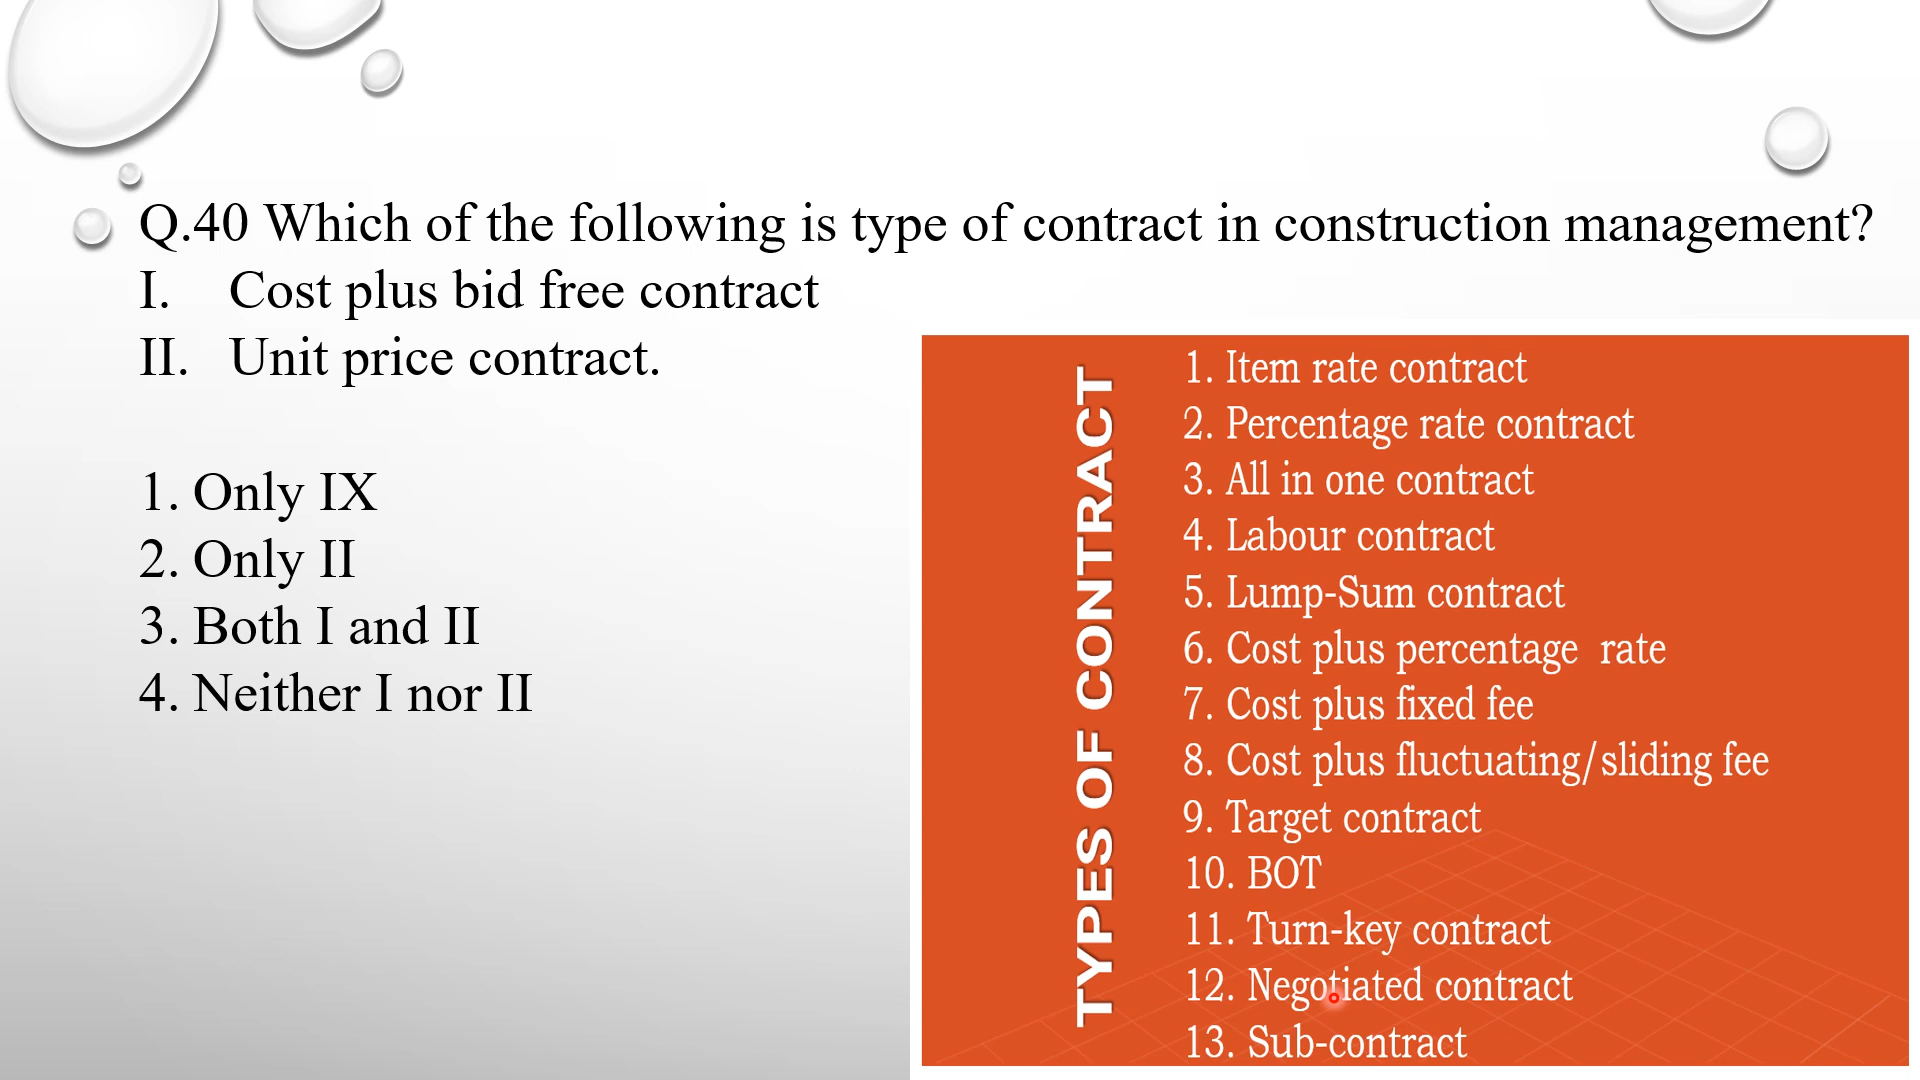 Q.40 Which of the following is type of contract in construction management?
I. Cost plus bid free contract
II. Unit price contract.
1. Only IX
2. Only II
3. Both I and II
4. Neither I nor II
TYPES OF CONTRACT
1. Item rate contract
2. Percentage rate contract
3. All in one contract
4. Labour contract
5. Lump-Sum contract
6. Cost plus percentage rate
7. Cost plus fixed fee
8. Cost plus fluctuating/sliding fee
9. Target contract
10. BOT
11. Turn-key contract
12. Negotiated contract
13. Sub-contract